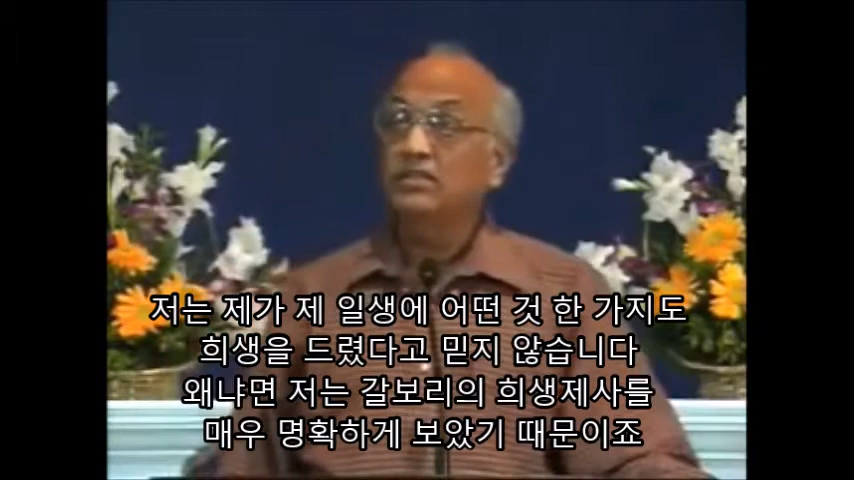 저는 제가 제 일생에 어떤 것 한 가지도
희생을 드렸다고 믿지 않습니다
왜냐면 저는 갈보리의 희생제사를
매우 명확하게 보았기 때문이죠